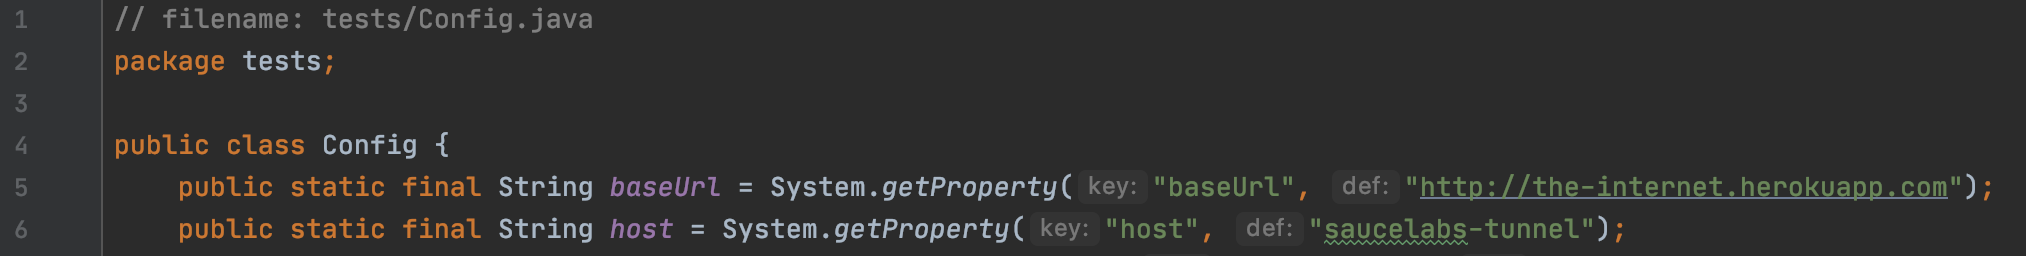 1 // filename: tests/Config.java
2 package tests;
3
4 public class Config {
5 public static final String baseUrl = System.getProperty( key: "baseUrl", def: "http://the-internet.herokuapp.com");
6 public static final String host = System.getProperty( key: "host", def: "saucelabs-tunnel");